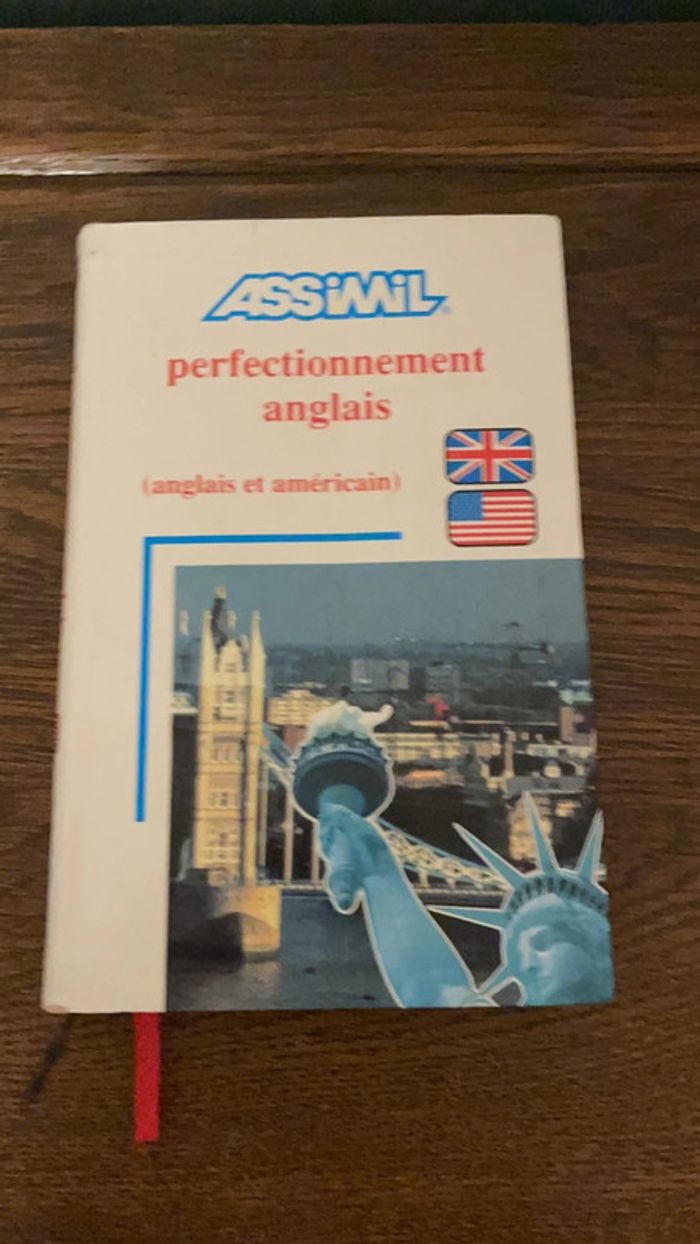 ASSiMiL
perfectionnement
anglais
(anglais et américain)